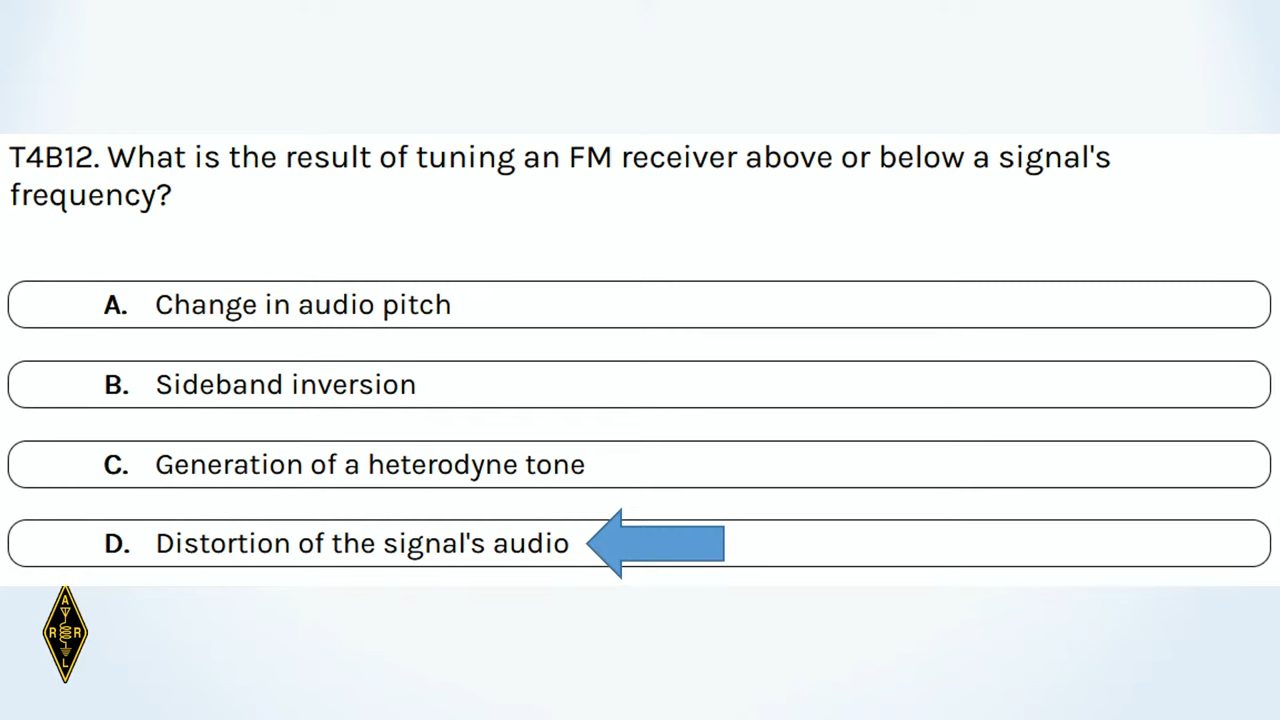 T4B12. What is the result of tuning an FM receiver above or below a signal's
frequency?
A. Change in audio pitch
B. Sideband inversion
C. Generation of a heterodyne tone
D. Distortion of the signal's audio
A
R R
L